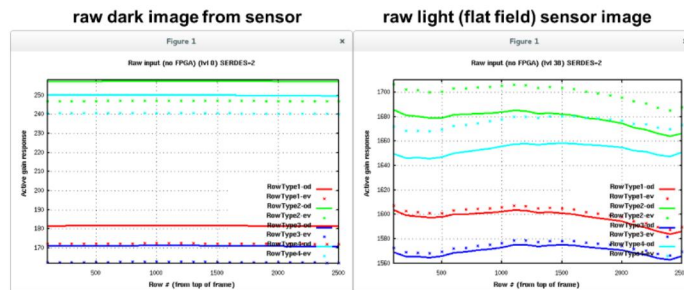 raw dark image from sensor
raw light (flat field) sensor image
Figure 1
×
Raw input (no FPGA) (lvl 0) SERDES=2
Active gain response
250
240
230
220
210
200
190
180
170
RowType1-od
RowType1-ev
RowType2-od
RowType2-ev
RowType3-od
RowType3-ev
RowType4-od
RowType4-ev
500
1000
1500
2000
2500
Row # (from top of frame)
Figure 1
×
Raw input (no FPGA) (lvl 38) SERDES=2
Active gain response
1700
1680
1660
1640
1620
1600
1580
1560
RowType1-od
RowType1-ev
RowType2-od
RowType2-ev
RowType3-od
RowType3-ev
RowType4-od
RowType4-ev
500
1000
1500
2000
2500
Row # (from top of frame)